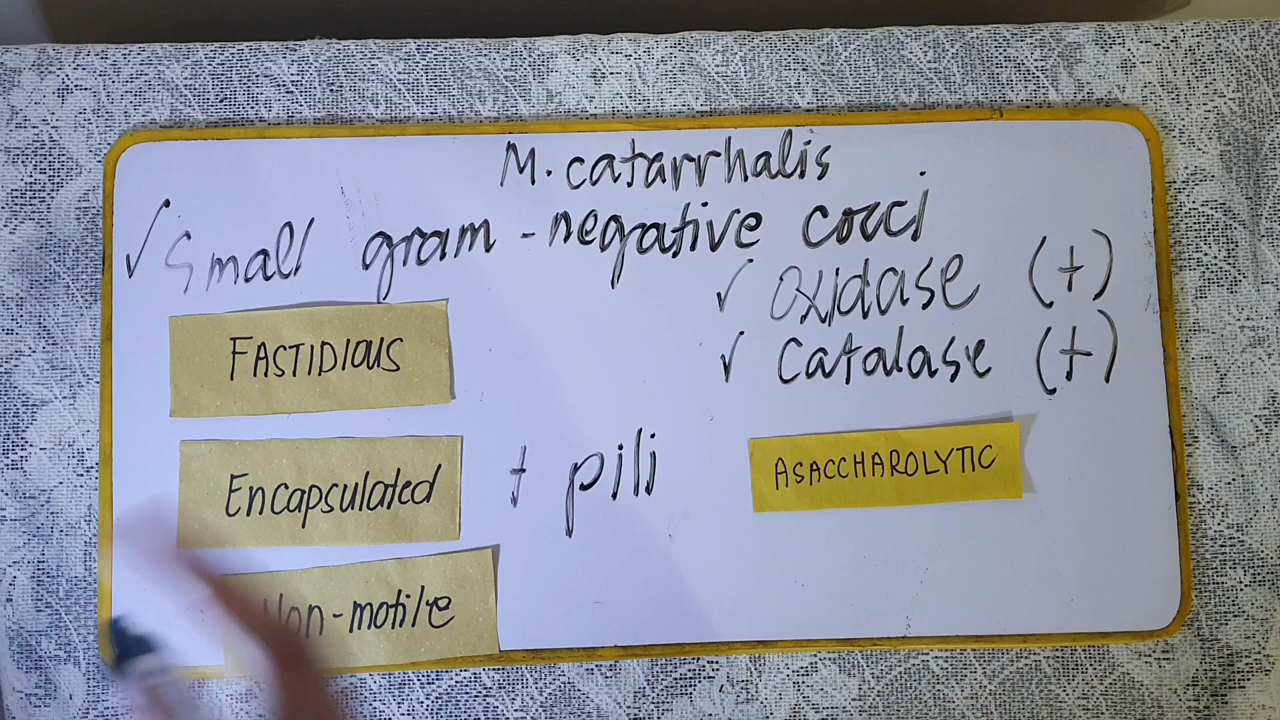 M. catarrhalis
✓ Small gram-negative cocci
✓ Oxidase (+)
✓ Catalase (+)
FASTIDIOUS
Encapsulated + pili
ASACCHAROLYTIC
Non-motile